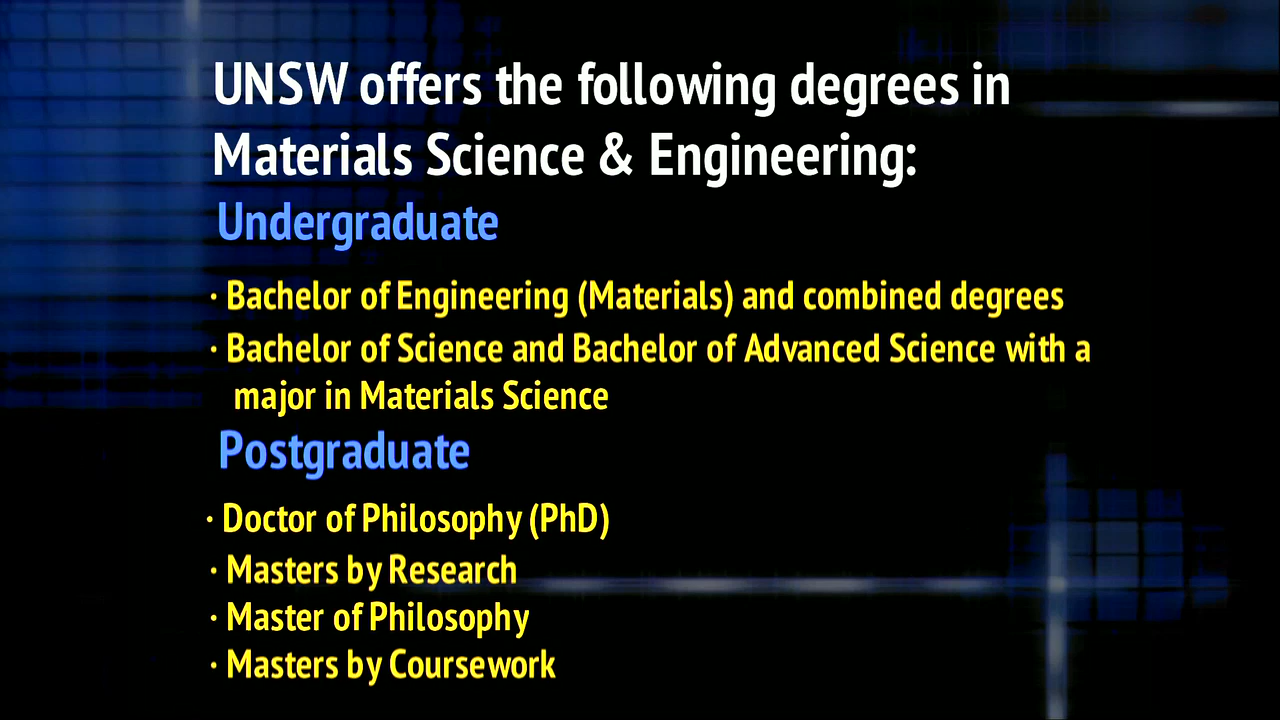 UNSW offers the following degrees in
Materials Science & Engineering:
Undergraduate
· Bachelor of Engineering (Materials) and combined degrees
· Bachelor of Science and Bachelor of Advanced Science with a
major in Materials Science
Postgraduate
· Doctor of Philosophy (PhD)
· Masters by Research
· Master of Philosophy
· Masters by Coursework